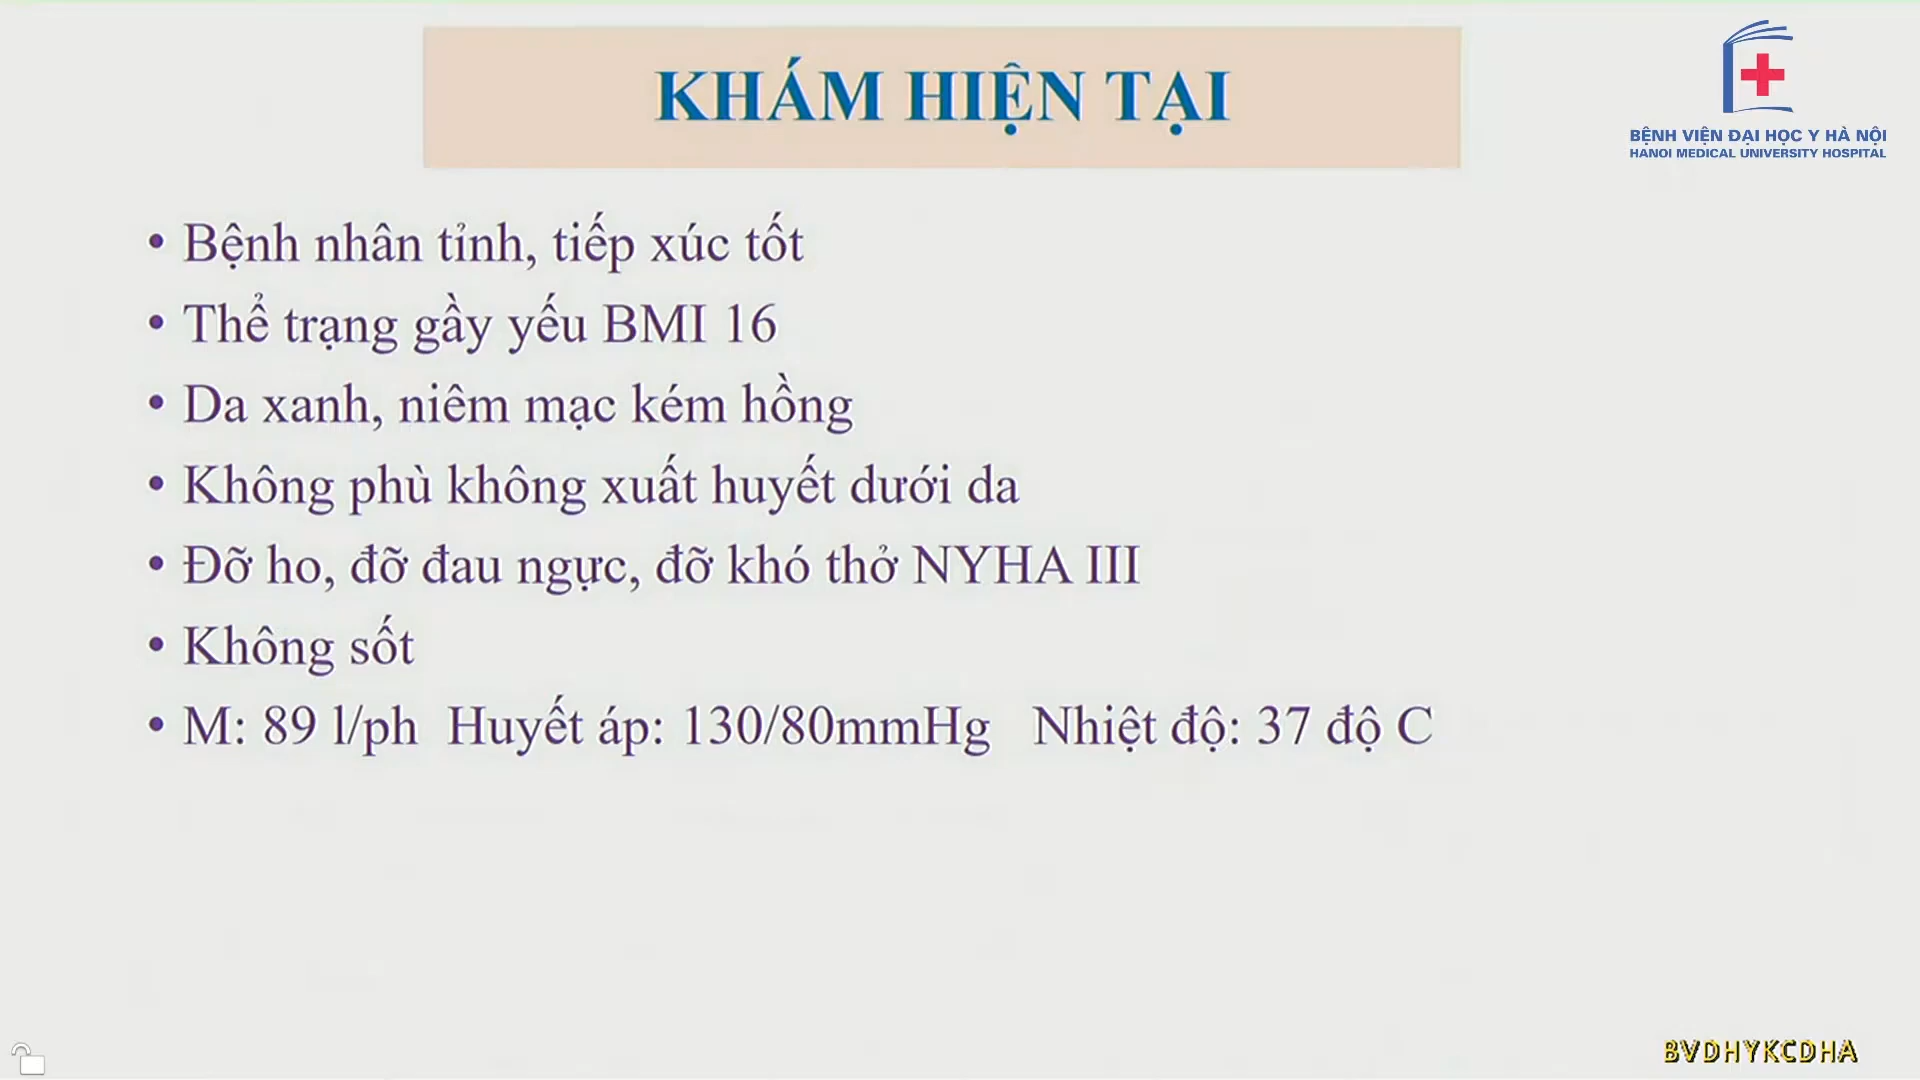 KHÁM HIỆN TẠI
BỆNH VIỆN ĐẠI HỌC Y HÀ NỘI
HANOI MEDICAL UNIVERSITY HOSPITAL
• Bệnh nhân tỉnh, tiếp xúc tốt
• Thể trạng gầy yếu BMI 16
• Da xanh, niêm mạc kém hồng
• Không phù không xuất huyết dưới da
• Đỡ ho, đỡ đau ngực, đỡ khó thở NYHA III
• Không sốt
• M: 89 l/ph Huyết áp: 130/80mmHg Nhiệt độ: 37 độ C
BVDHYKCDHA